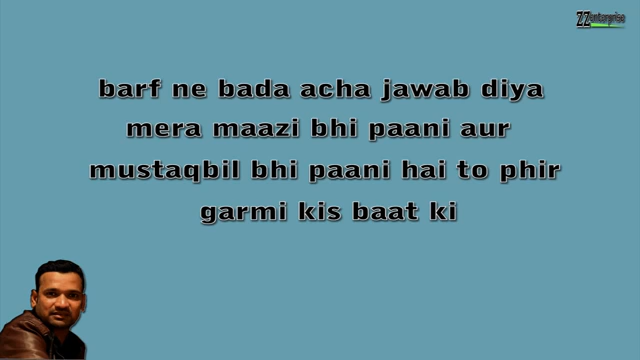 ZZenterprise
barf ne bada acha jawab diya
mera maazi bhi paani aur
mustaqbil bhi paani hai to phir
garmi kis baat ki